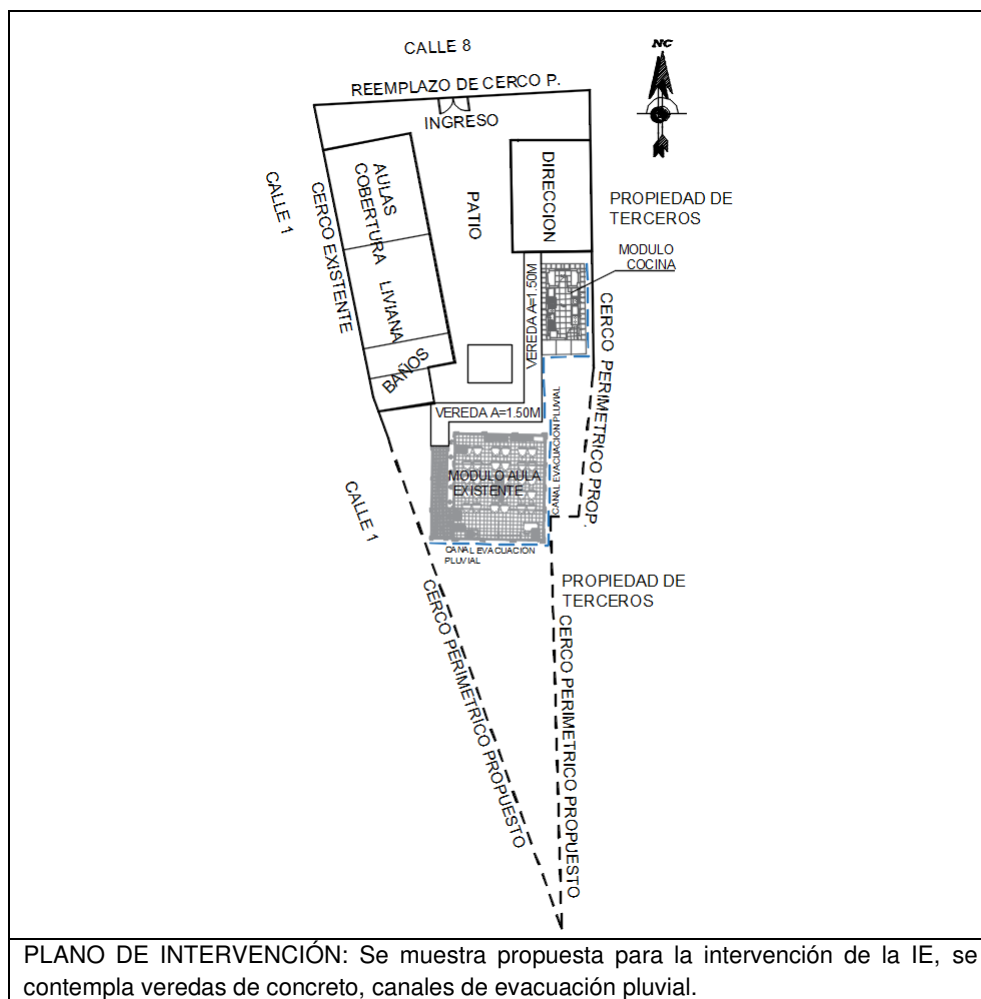 CALLE 8
NC
REEMPLAZO DE CERCO P.
INGRESO
AULAS
COBERTURA LIVIANA
DIRECCION
PATIO
CALLE 1
CERCO EXISTENTE
PROPIEDAD DE
TERCEROS
MODULO
COCINA
VEREDA A=1.50M
CERCO PERIMETRICO PROP.
BAÑOS
VEREDA A=1.50M
CANAL EVACUACION PLUVIAL
MODULO AULA
EXISTENTE
CALLE 1
CANAL EVACUACION
PLUVIAL
PROPIEDAD DE
TERCEROS
CERCO PERIMETRICO PROPUESTO
CERCO PERIMETRICO PROPUESTO
PLANO DE INTERVENCIÓN: Se muestra propuesta para la intervención de la IE, se
contempla veredas de concreto, canales de evacuación pluvial.